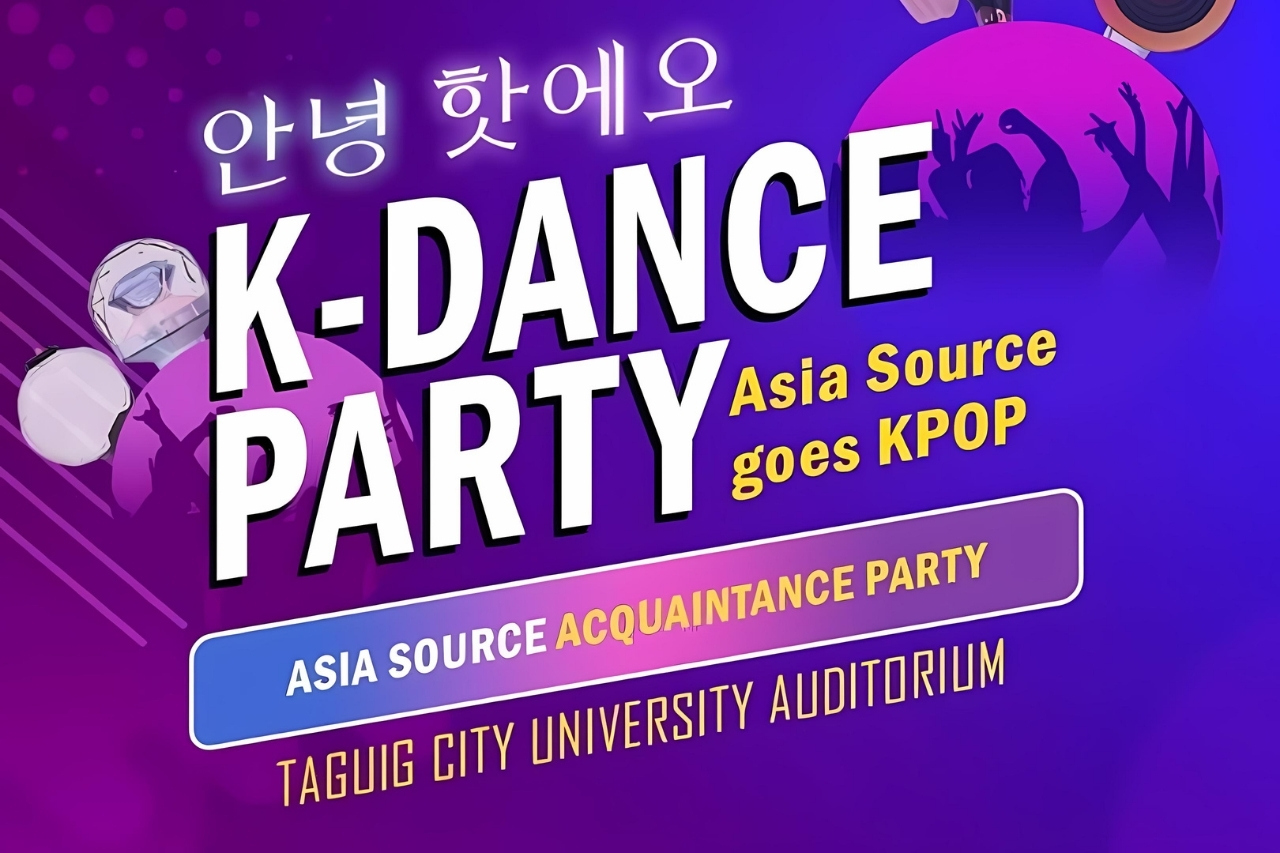 안녕 핫에오
K-DANCE
PARTY
Asia Source
goes KPOP
ASIA SOURCE ACQUAINTANCE PARTY
TAGUIG CITY UNIVERSITY AUDITORIUM